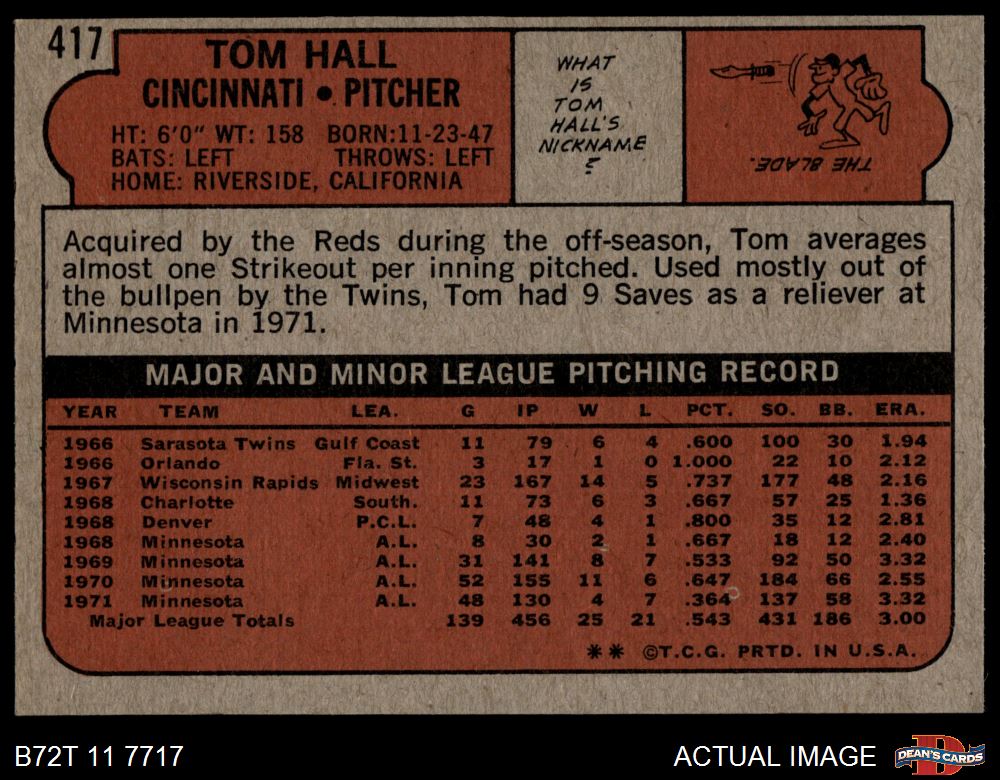 417
TOM HALL
CINCINNATI • PITCHER
HT: 6'0" WT: 158 BORN:11-23-47
BATS: LEFT THROWS: LEFT
HOME: RIVERSIDE, CALIFORNIA
WHAT
IS
TOM
HALL'S
NICKNAME
?
THE BLADE.
Acquired by the Reds during the off-season, Tom averages
almost one Strikeout per inning pitched. Used mostly out of
the bullpen by the Twins, Tom had 9 Saves as a reliever at
Minnesota in 1971.
MAJOR AND MINOR LEAGUE PITCHING RECORD
YEAR TEAM LEA. G IP W L PCT. SO. BB. ERA.
1966 Sarasota Twins Gulf Coast 11 79 6 4 .600 100 30 1.94
1966 Orlando Fla. St. 3 17 1 0 1.000 22 10 2.12
1967 Wisconsin Rapids Midwest 23 167 14 5 .737 177 48 2.16
1968 Charlotte South. 11 73 6 3 .667 57 25 1.36
1968 Denver P.C.L. 7 48 4 1 .800 35 12 2.81
1968 Minnesota A.L. 8 30 2 1 .667 18 12 2.40
1969 Minnesota A.L. 31 141 8 7 .533 92 50 3.32
1970 Minnesota A.L. 52 155 11 6 .647 184 66 2.55
1971 Minnesota A.L. 48 130 4 7 .364 137 58 3.32
Major League Totals 139 456 25 21 .543 431 186 3.00
** ©T.C.G. PRTD. IN U.S.A.
B72T 11 7717
ACTUAL IMAGE
D
DEAN'S CARDS